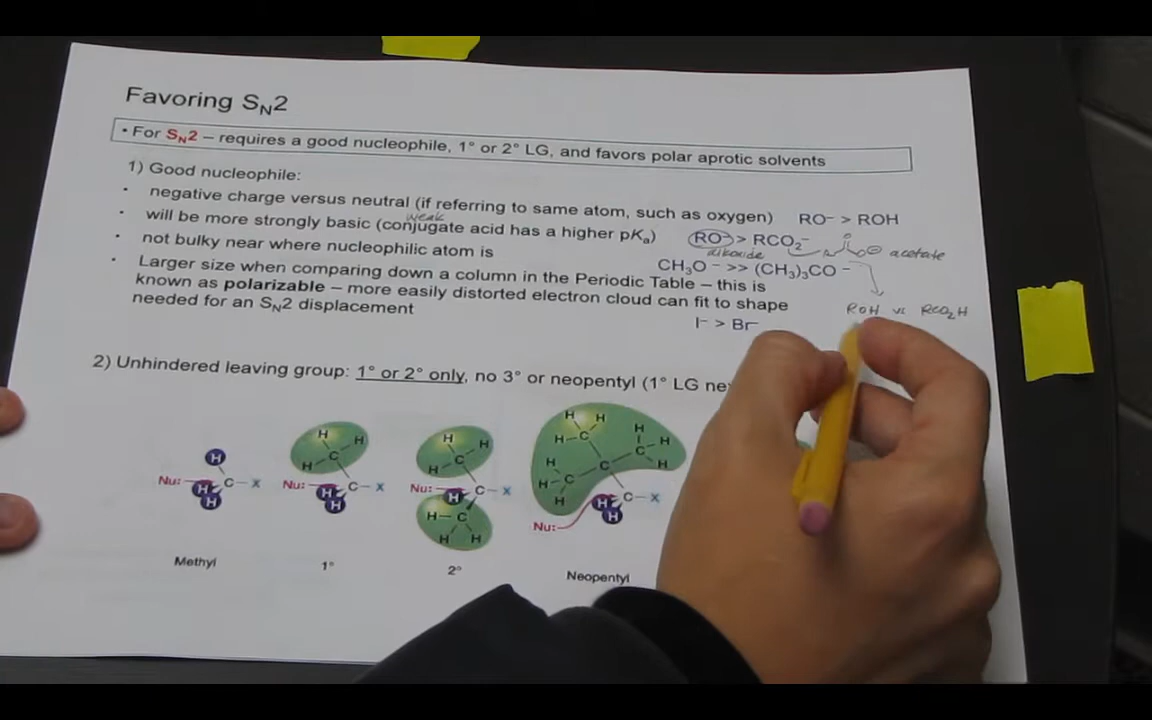 Favoring SN2
• For SN2 – requires a good nucleophile, 1° or 2° LG, and favors polar aprotic solvents
1) Good nucleophile:
• negative charge versus neutral (if referring to same atom, such as oxygen) RO⁻ > ROH
weak
• will be more strongly basic (conjugate acid has a higher pKa) RO⁻ > RCO₂⁻
alkoxide acetate
• not bulky near where nucleophilic atom is CH₃O⁻ >> (CH₃)₃CO⁻
• Larger size when comparing down a column in the Periodic Table – this is
known as polarizable – more easily distorted electron cloud can fit to shape
ROH vs RCO₂H
needed for an SN2 displacement I⁻ > Br⁻
2) Unhindered leaving group: 1° or 2° only, no 3° or neopentyl (1° LG
H
Nu: H C–X
H
Methyl
H H
H C
Nu: H C–X
H
1°
H H
H C
Nu: H C–X
H–C
H H
2°
H H
H–C H
H C H
H–C C H
H H C–X
Nu: H
Neopentyl